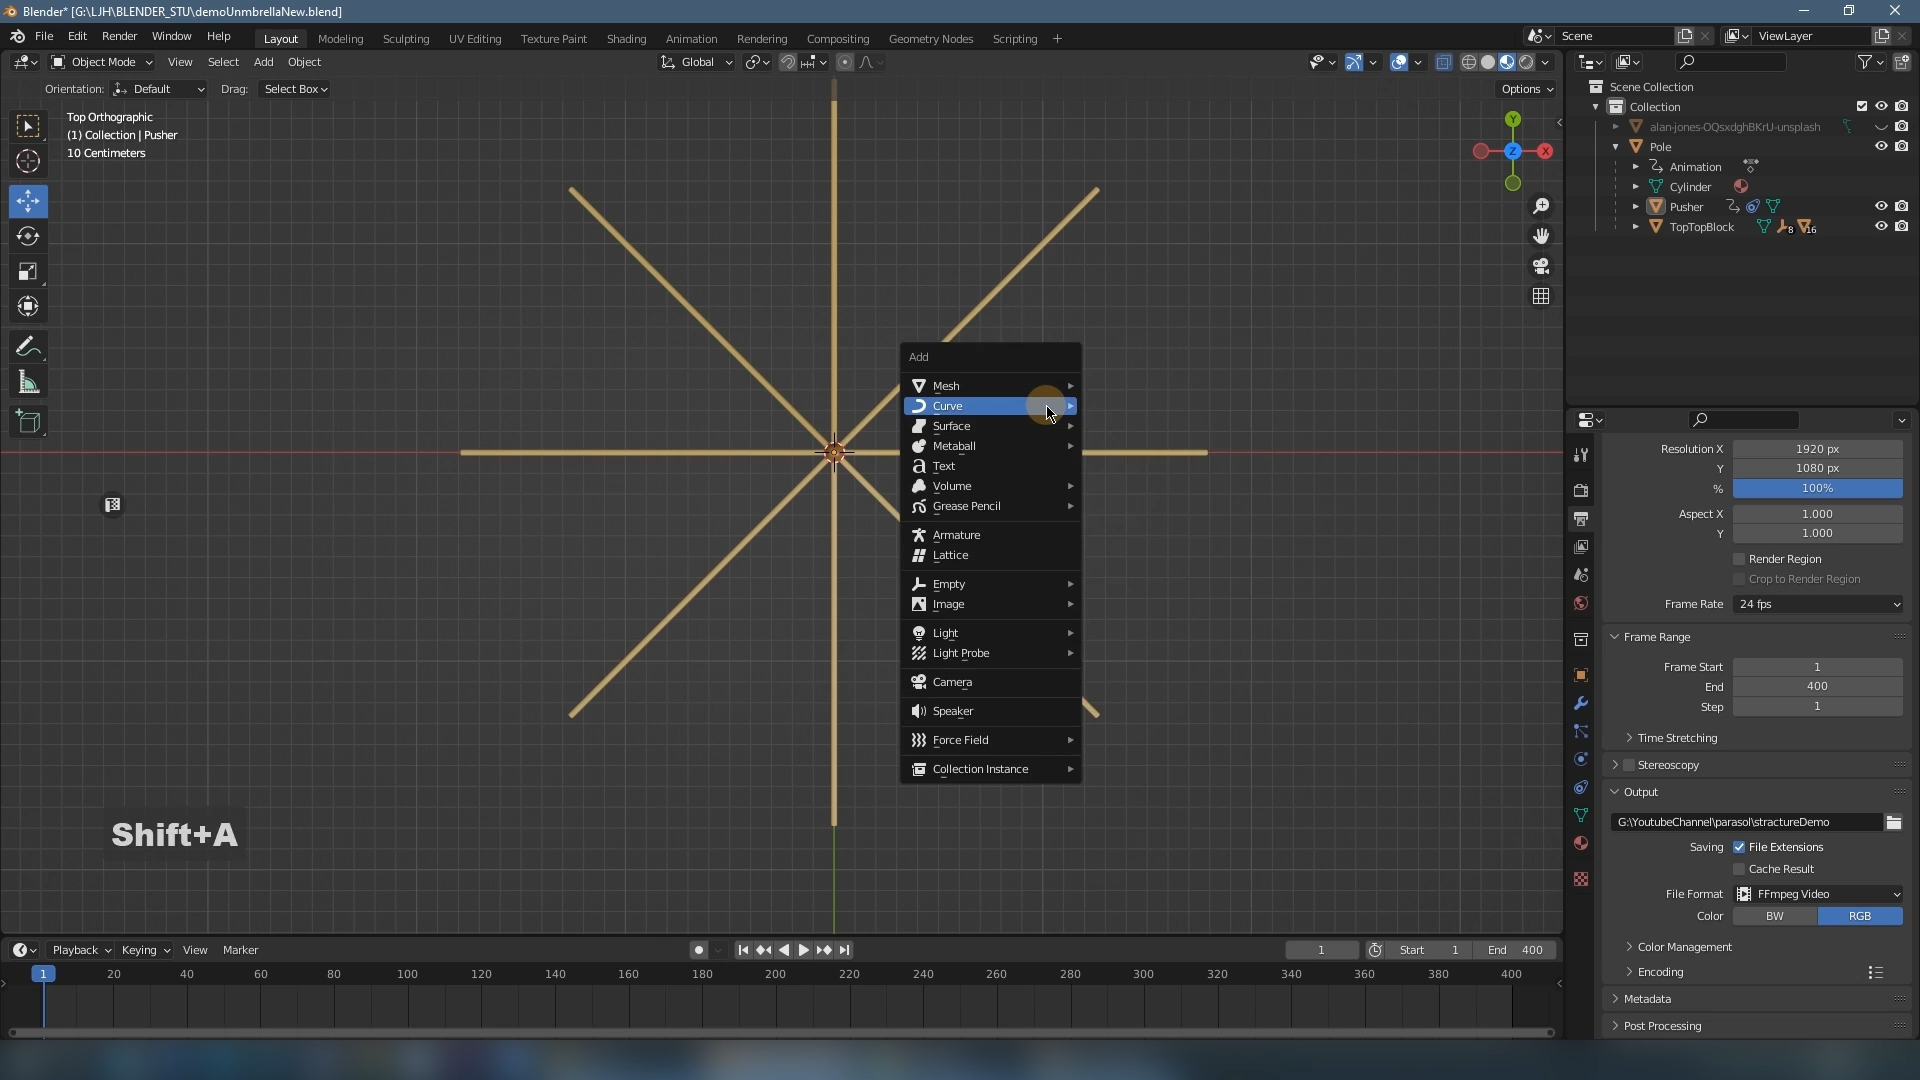 Blender* [G:\LJH\BLENDER_STU\demoUnmbrellaNew.blend]
File Edit Render Window Help
Layout Modeling Sculpting UV Editing Texture Paint Shading Animation Rendering Compositing Geometry Nodes Scripting +
Scene
ViewLayer
Object Mode View Select Add Object
Global
Orientation: Default Drag: Select Box
Options
Top Orthographic
(1) Collection | Pusher
10 Centimeters
Y
Z
X
Scene Collection
Collection
alan-jones-OQsxdghBKrU-unsplash
Pole
Animation
Cylinder
Pusher
TopTopBlock 8 16
Add
Mesh
Curve
Surface
Metaball
Text
Volume
Grease Pencil
Armature
Lattice
Empty
Image
Light
Light Probe
Camera
Speaker
Force Field
Collection Instance
Shift+A
Resolution X 1920 px
Y 1080 px
% 100%
Aspect X 1.000
Y 1.000
Render Region
Crop to Render Region
Frame Rate 24 fps
Frame Range
Frame Start 1
End 400
Step 1
Time Stretching
Stereoscopy
Output
G:\YoutubeChannel\parasol\stractureDemo
Saving File Extensions
Cache Result
File Format FFmpeg Video
Color BW RGB
Color Management
Encoding
Metadata
Post Processing
Playback Keying View Marker
1 Start 1 End 400
1 20 40 60 80 100 120 140 160 180 200 220 240 260 280 300 320 340 360 380 400